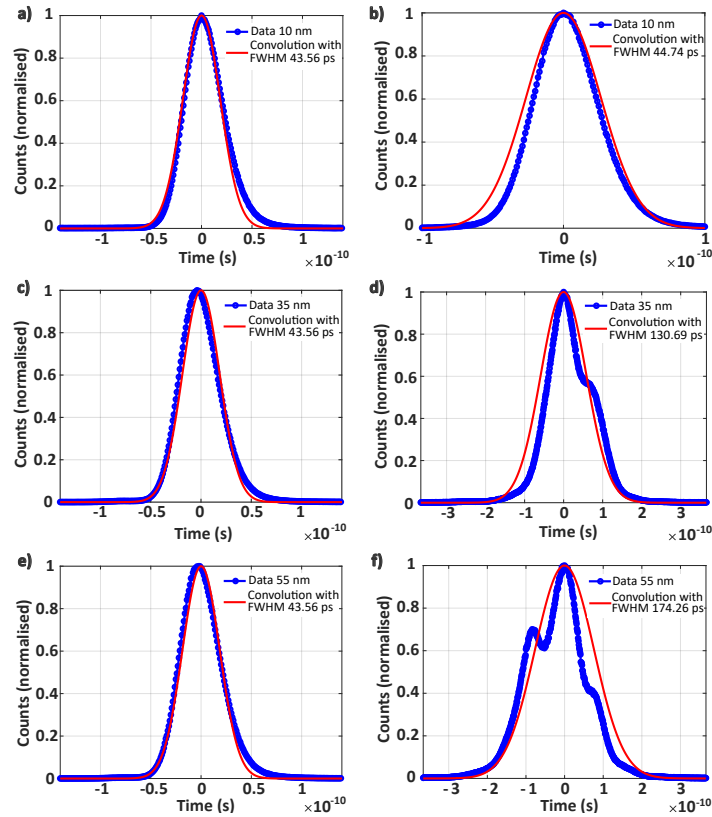 a)
Data 10 nm
Convolution with
FWHM 43.56 ps
Counts (normalised)
1
0.8
0.6
0.4
0.2
0
-1
-0.5
0
0.5
1
Time (s)
×10⁻¹⁰
b)
Data 10 nm
Convolution with
FWHM 44.74 ps
Counts (normalised)
1
0.8
0.6
0.4
0.2
-1
0
1
Time (s)
×10⁻¹⁰
c)
Data 35 nm
Convolution with
FWHM 43.56 ps
Counts (normalised)
1
0.8
0.6
0.4
0.2
0
-1
-0.5
0
0.5
1
Time (s)
×10⁻¹⁰
d)
Data 35 nm
Convolution with
FWHM 130.69 ps
Counts (normalised)
1
0.8
0.6
0.4
0.2
0
-3
-2
-1
0
1
2
3
Time (s)
×10⁻¹⁰
e)
Data 55 nm
Convolution with
FWHM 43.56 ps
Counts (normalised)
1
0.8
0.6
0.4
0.2
0
-1
-0.5
0
0.5
1
Time (s)
×10⁻¹⁰
f)
Data 55 nm
Convolution with
FWHM 174.26 ps
Counts (normalised)
1
0.8
0.6
0.4
0.2
0
-3
-2
-1
0
1
2
3
Time (s)
×10⁻¹⁰